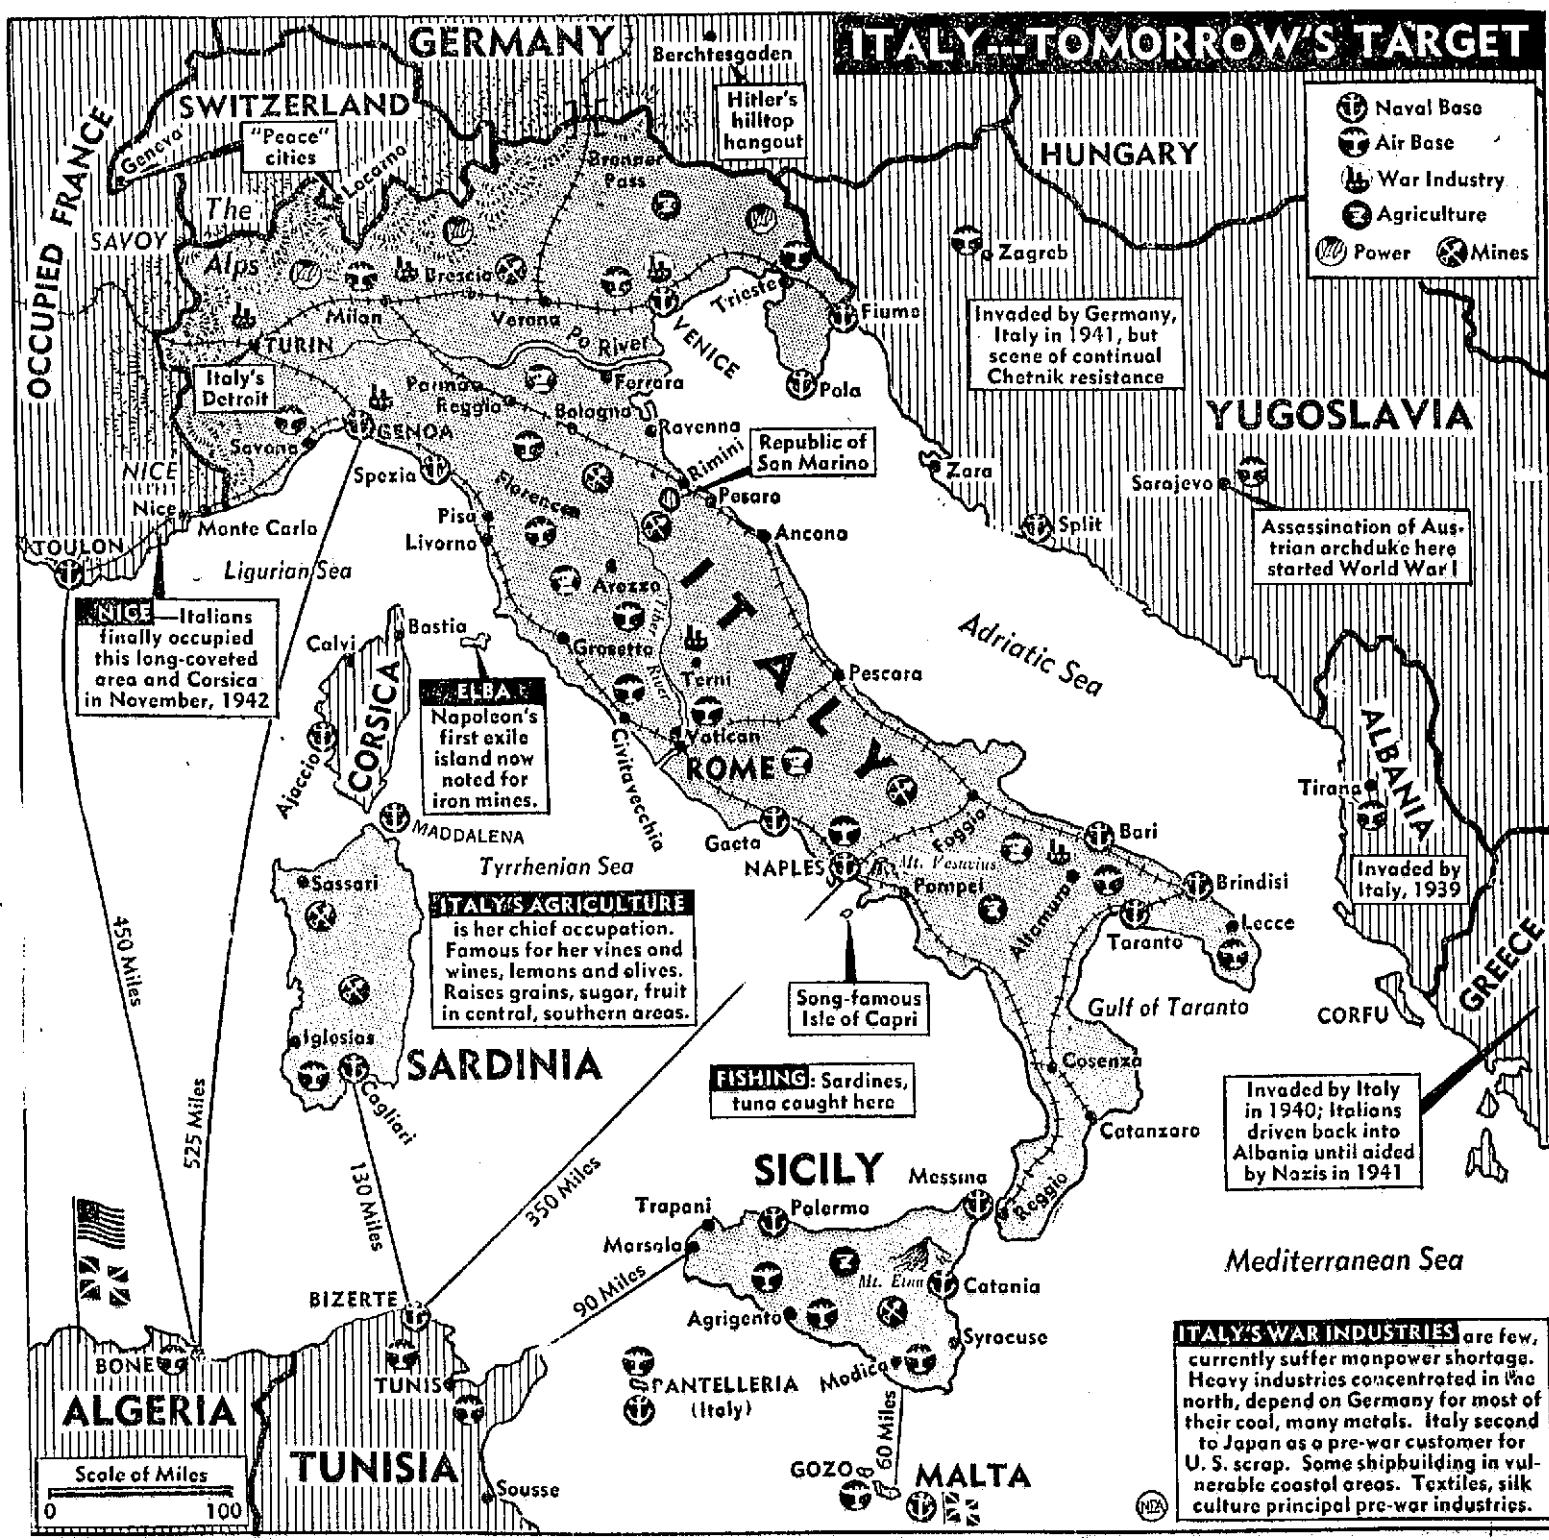 ITALY---TOMORROW'S TARGET
GERMANY
Berchtesgaden
Hitler's
hilltop
hangout
SWITZERLAND
"Peace"
cities
Geneva
Locarno
OCCUPIED FRANCE
HUNGARY
Naval Base
Air Base
War Industry
Agriculture
Power
Mines
Brenner
Pass
The
Alps
SAVOY
Zagreb
Brescia
Trieste
Fiume
Milan
Verona
VENICE
Po River
TURIN
Invaded by Germany,
Italy in 1941, but
scene of continual
Chetnik resistance
Italy's
Detroit
Parma
Reggio
Ferrara
Pola
Bologna
YUGOSLAVIA
GENOA
Savona
Ravenna
Republic of
San Marino
Rimini
NICE
Nice
Spezia
Florence
Pesaro
Zara
Sarajevo
Monte Carlo
Pisa
Livorno
Ancona
Split
Assassination of Aus-
trian archduke here
started World War I
TOULON
Ligurian Sea
Arezzo
ITALY
Tiber
River
NICE—Italians
finally occupied
this long-coveted
area and Corsica
in November, 1942
Calvi
Bastia
CORSICA
Ajaccio
Grosetto
Terni
Adriatic Sea
Pescara
ELBA
Napoleon's
first exile
island now
noted for
iron mines.
Civitavecchia
Vatican
ROME
ALBANIA
Tirana
MADDALENA
Tyrrhenian Sea
Gaeta
NAPLES
Foggia
Mt. Vesuvius
Pompei
Bari
Invaded by
Italy, 1939
Sassari
ITALY'S AGRICULTURE
is her chief occupation.
Famous for her vines and
wines, lemons and olives.
Raises grains, sugar, fruit
in central, southern areas.
Altamura
Brindisi
Taranto
Lecce
Song-famous
Isle of Capri
Gulf of Taranto
CORFU
GREECE
450 Miles
525 Miles
Iglesias
SARDINIA
Cagliari
130 Miles
350 Miles
FISHING: Sardines,
tuna caught here
Cosenza
Catanzaro
Invaded by Italy
in 1940; Italians
driven back into
Albania until aided
by Nazis in 1941
SICILY
Messina
Reggio
Trapani
Palermo
Marsala
90 Miles
Mt. Etna
Catania
Mediterranean Sea
BIZERTE
Agrigento
Syracuse
Modica
BONE
TUNIS
PANTELLERIA
(Italy)
ALGERIA
TUNISIA
60 Miles
GOZO
MALTA
Sousse
Scale of Miles
0 100
ITALY'S WAR INDUSTRIES are few,
currently suffer manpower shortage.
Heavy industries concentrated in the
north, depend on Germany for most of
their coal, many metals. Italy second
to Japan as a pre-war customer for
U. S. scrap. Some shipbuilding in vul-
nerable coastal areas. Textiles, silk
culture principal pre-war industries.
NEA